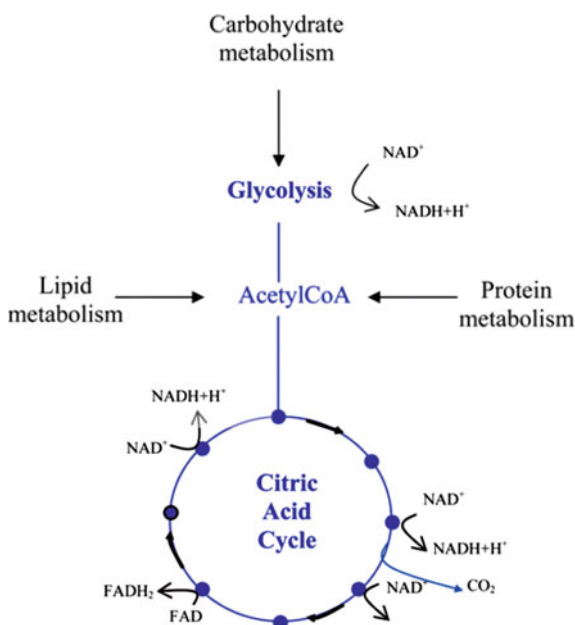 Carbohydrate
metabolism
NAD⁺
Glycolysis
NADH+H⁺
Lipid
metabolism
AcetylCoA
Protein
metabolism
NADH+H⁺
NAD⁺
Citric
Acid
Cycle
NAD⁺
NADH+H⁺
FADH₂
FAD
NAD⁺
CO₂